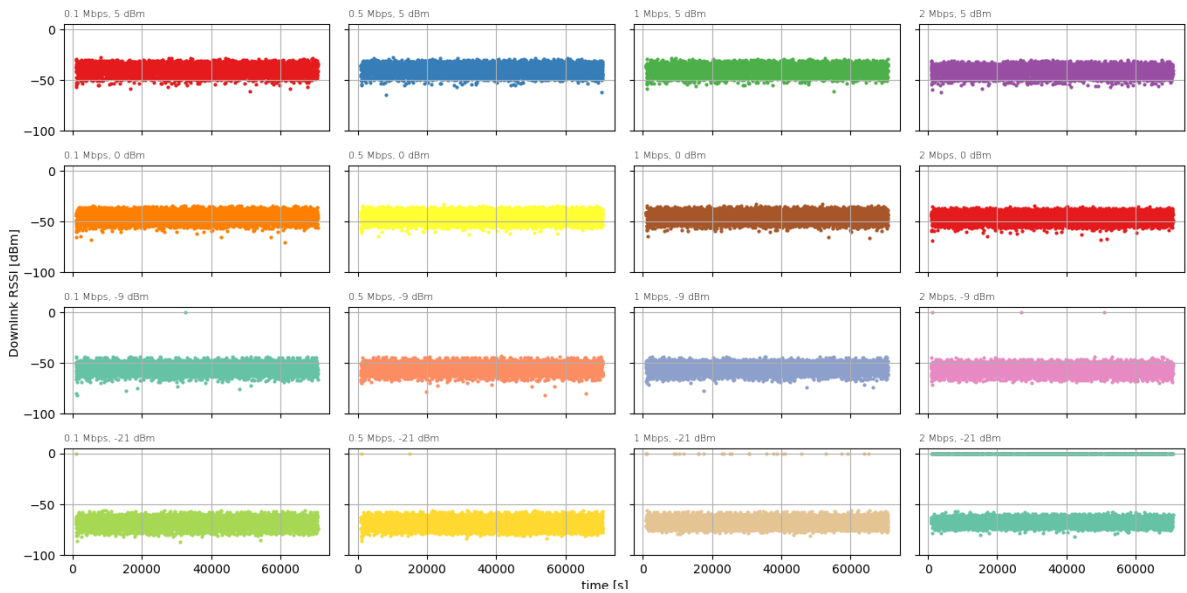 0.1 Mbps, 5 dBm
0.5 Mbps, 5 dBm
1 Mbps, 5 dBm
2 Mbps, 5 dBm
0
−50
−100
0.1 Mbps, 0 dBm
0.5 Mbps, 0 dBm
1 Mbps, 0 dBm
2 Mbps, 0 dBm
0
−50
−100
Downlink RSSI [dBm]
0.1 Mbps, -9 dBm
0.5 Mbps, -9 dBm
1 Mbps, -9 dBm
2 Mbps, -9 dBm
0
−50
−100
0.1 Mbps, -21 dBm
0.5 Mbps, -21 dBm
1 Mbps, -21 dBm
2 Mbps, -21 dBm
0
−50
−100
0 20000 40000 60000
0 20000 40000 60000
0 20000 40000 60000
0 20000 40000 60000
time [s]